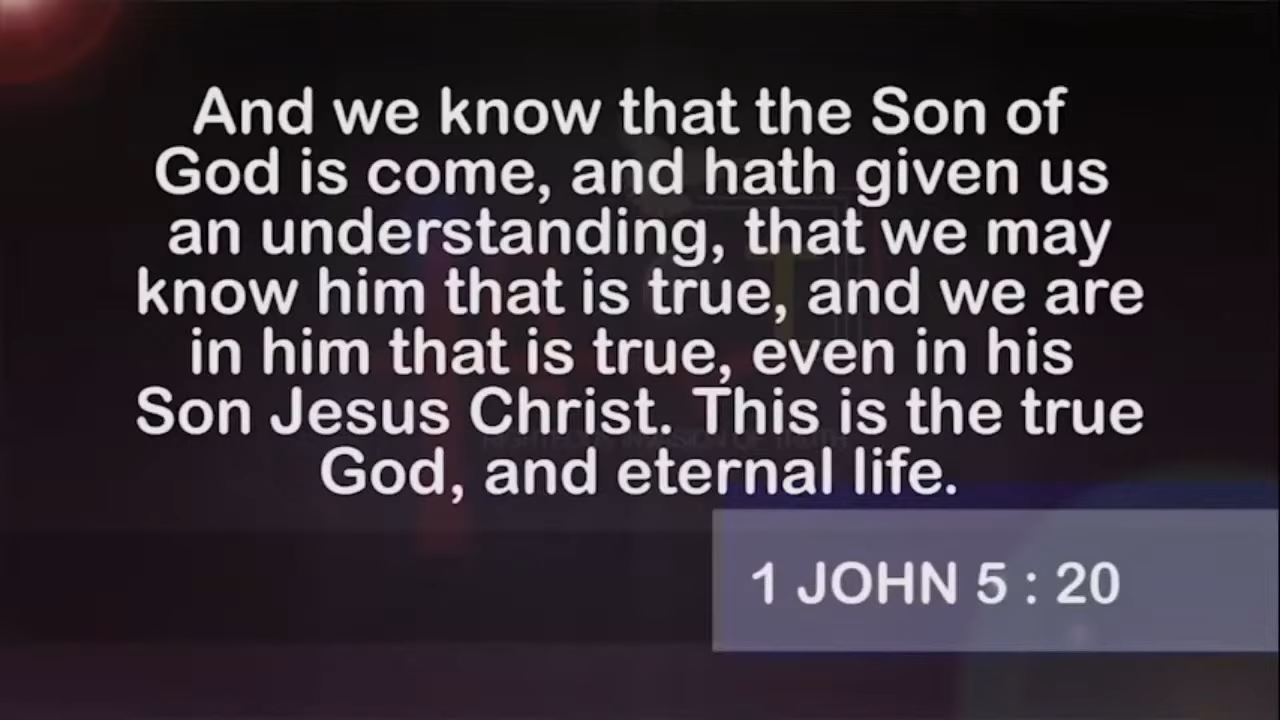 And we know that the Son of
God is come, and hath given us
an understanding, that we may
know him that is true, and we are
in him that is true, even in his
Son Jesus Christ. This is the true
God, and eternal life.
1 JOHN 5 : 20